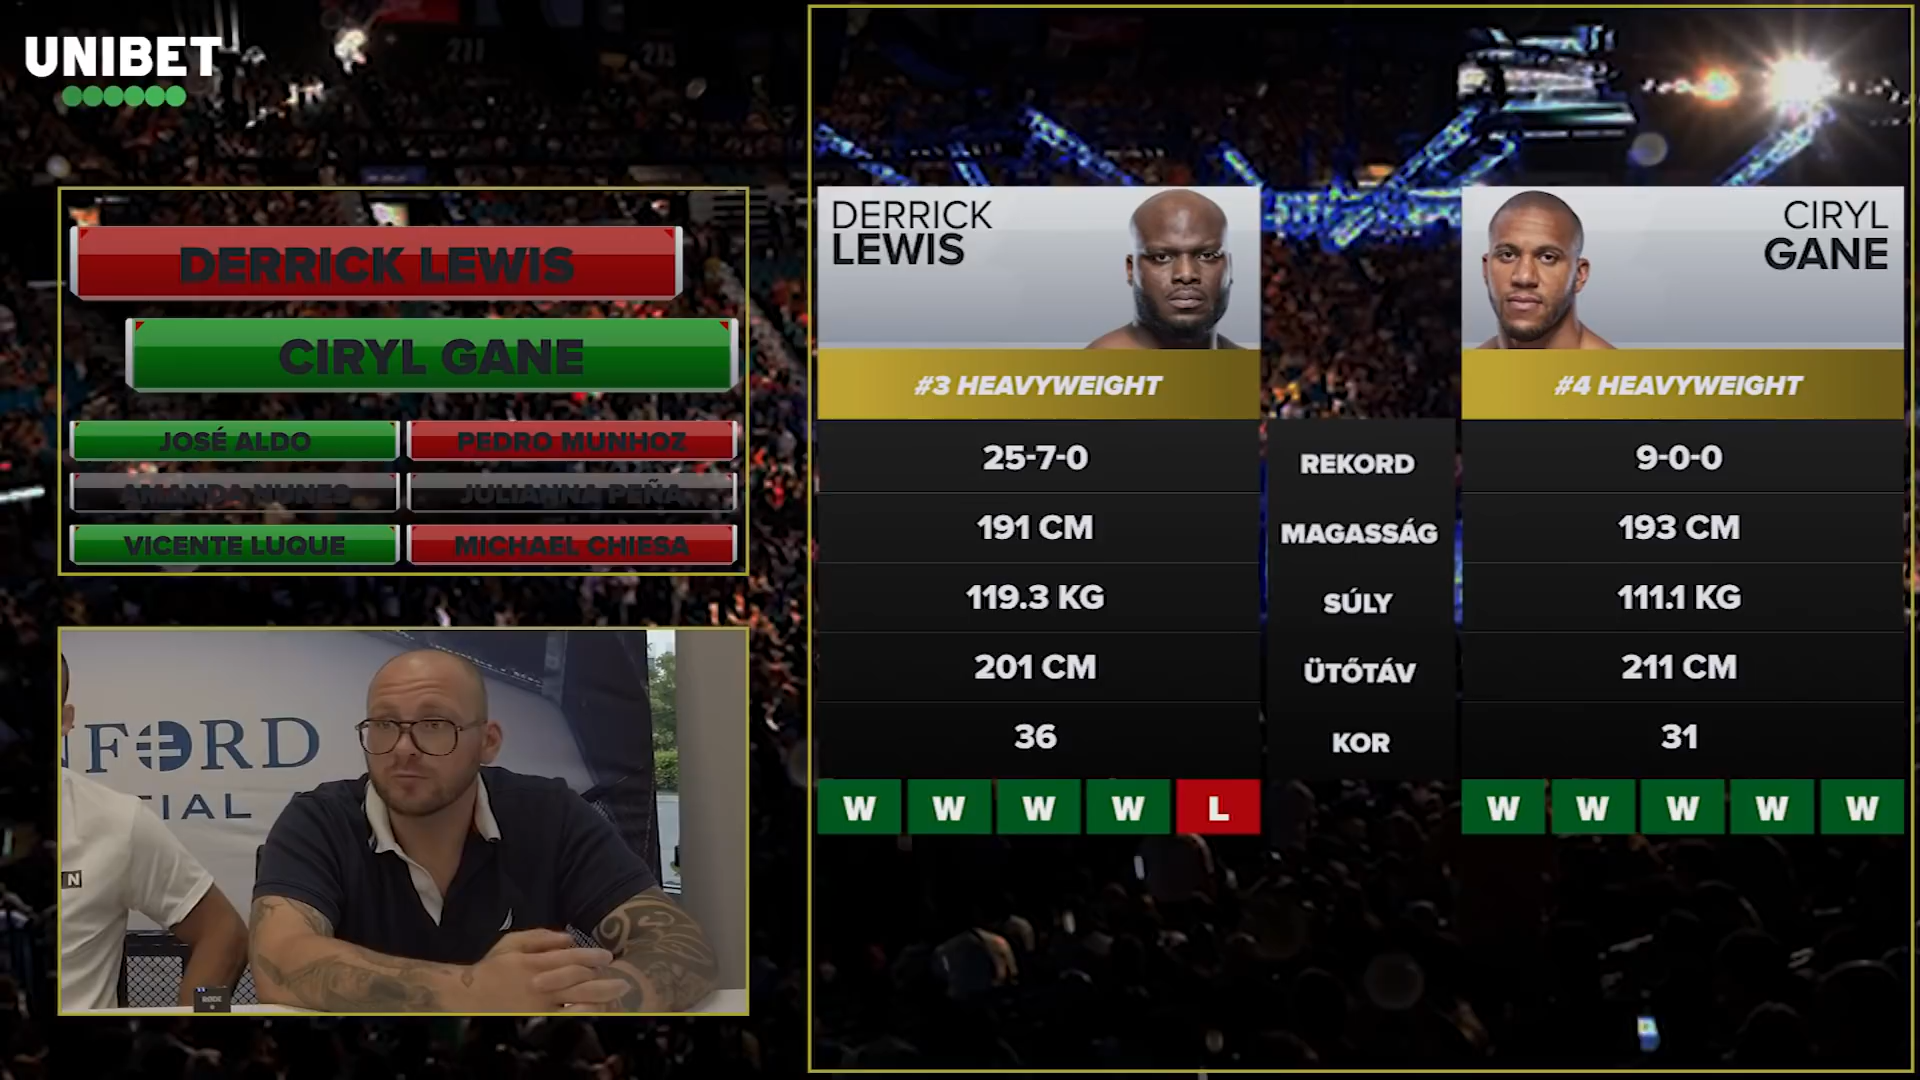 UNIBET
DERRICK LEWIS
CIRYL GANE
JOSÉ ALDO
PEDRO MUNHOZ
AMANDA NUNES
JULIANNA PEÑA
VICENTE LUQUE
MICHAEL CHIESA
NFORD
TIAL
N
DERRICK
LEWIS
CIRYL
GANE
#3 HEAVYWEIGHT
#4 HEAVYWEIGHT
25-7-0 REKORD 9-0-0
191 CM MAGASSÁG 193 CM
119.3 KG SÚLY 111.1 KG
201 CM ÜTŐTÁV 211 CM
36 KOR 31
W W W W L
W W W W W